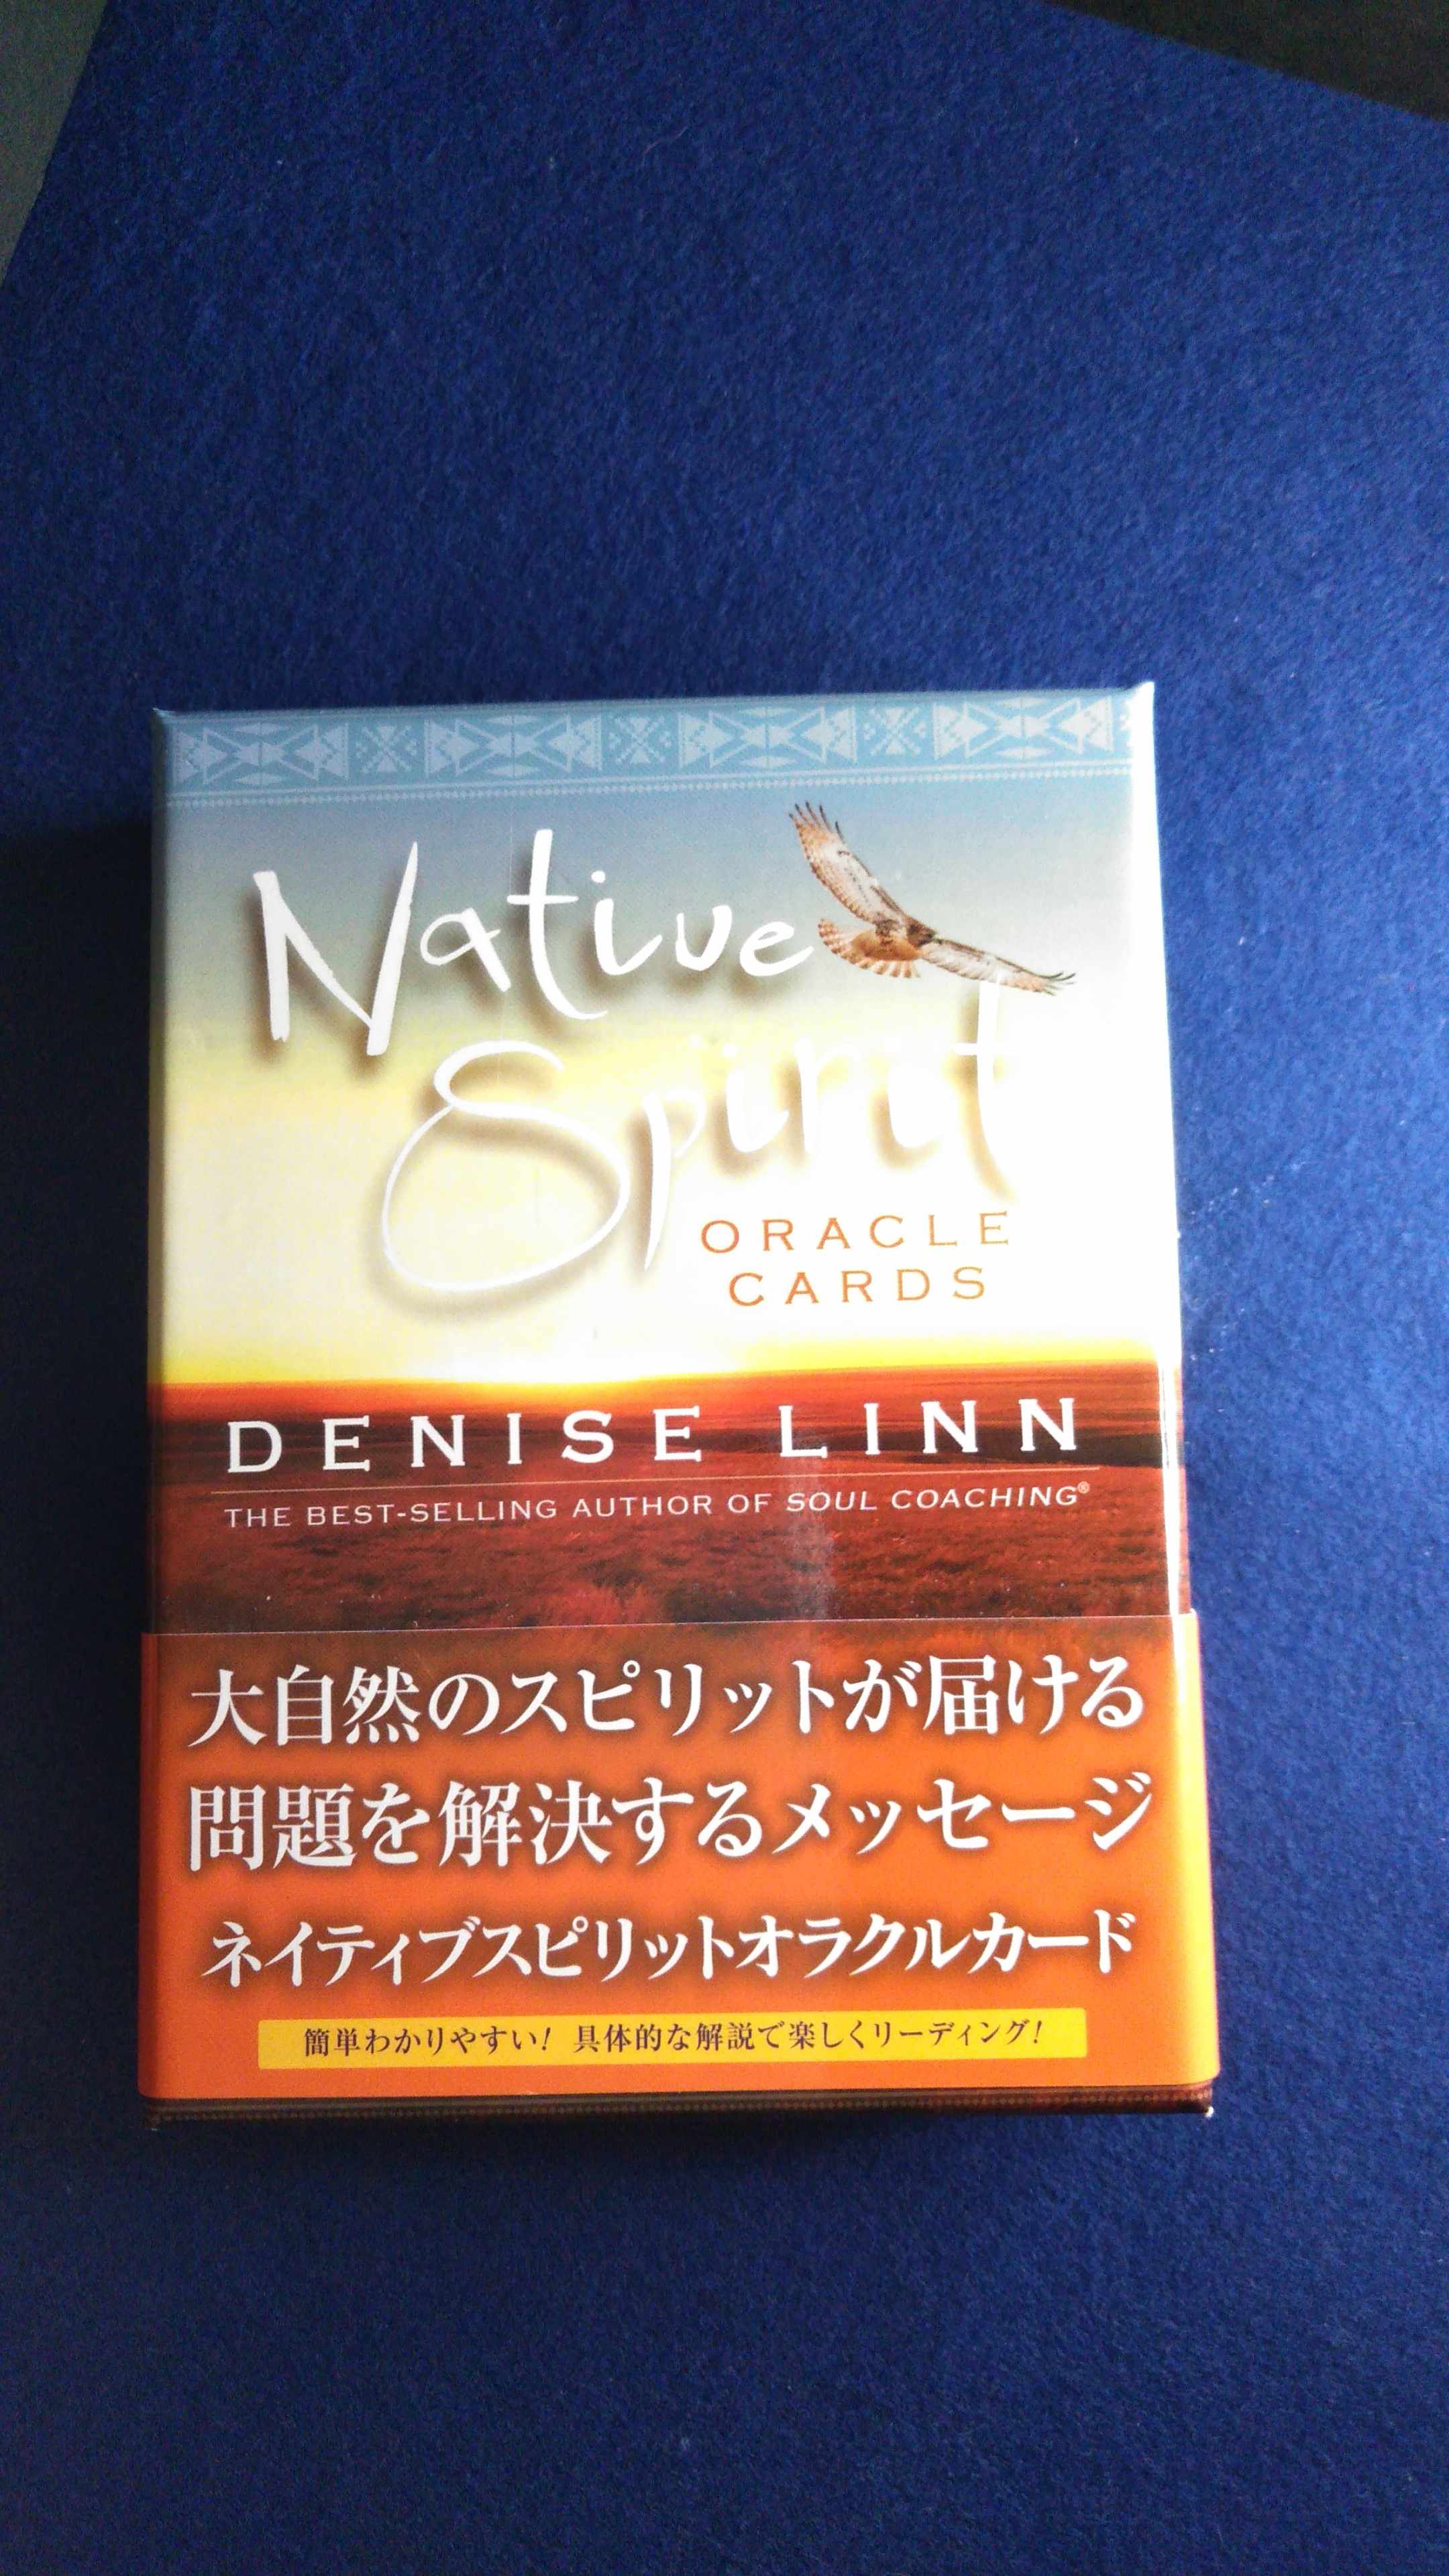 Native
Spirit
ORACLE
CARDS
DENISE LINN
THE BEST-SELLING AUTHOR OF SOUL COACHING®
大自然のスピリットが届ける
問題を解決するメッセージ
ネイティブスピリットオラクルカード
簡単わかりやすい! 具体的な解説で楽しくリーディング!